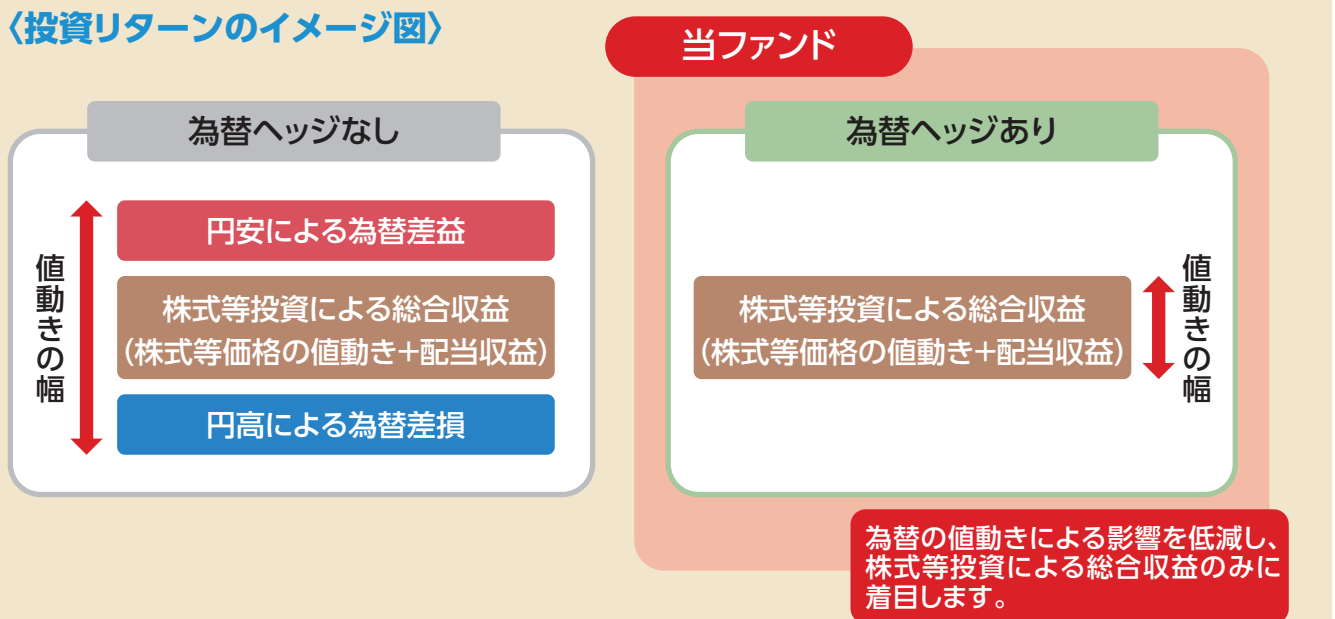 〈投資リターンのイメージ図〉
当ファンド
為替ヘッジなし
値動きの幅
円安による為替差益
株式等投資による総合収益
(株式等価格の値動き+配当収益)
円高による為替差損
為替ヘッジあり
株式等投資による総合収益
(株式等価格の値動き+配当収益)
値動きの幅
為替の値動きによる影響を低減し、
株式等投資による総合収益のみに
着目します。